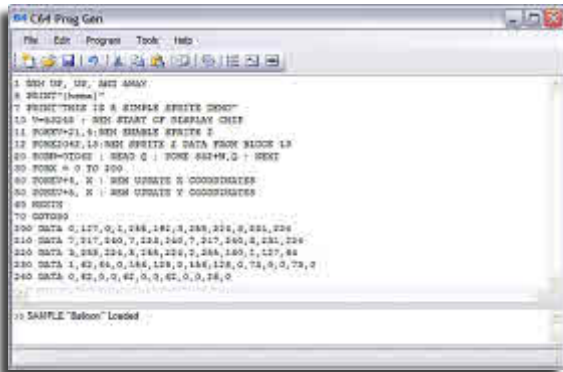 C64 Prog Gen
File Edit Program Tools Help
1 REM UP, UP, AND AWAY
5 PRINT"(home)"
7 PRINT"THIS IS A SIMPLE SPRITE DEMO"
10 V=53248 : REM START OF DISPLAY CHIP
11 POKEV+21,4:REM ENABLE SPRITE 2
12 POKE2042,13:REM SPRITE 2 DATA FROM BLOCK 13
20 FORN=0TO62 : READ Q : POKE 832+N,Q : NEXT
30 FORX = 0 TO 200
40 POKEV+4, X : REM UPDATE X COORDINATES
50 POKEV+5, X : REM UPDATE Y COORDINATES
60 NEXTX
70 GOTO30
200 DATA 0,127,0,1,255,192,3,255,224,3,231,224
210 DATA 7,217,240,7,223,240,7,217,240,3,231,224
220 DATA 3,255,224,3,255,224,2,255,160,1,127,64
230 DATA 1,62,64,0,156,128,0,156,128,0,73,0,0,73,0
240 DATA 0,62,0,0,62,0,0,62,0,0,28,0
>> SAMPLE "Balloon" Loaded